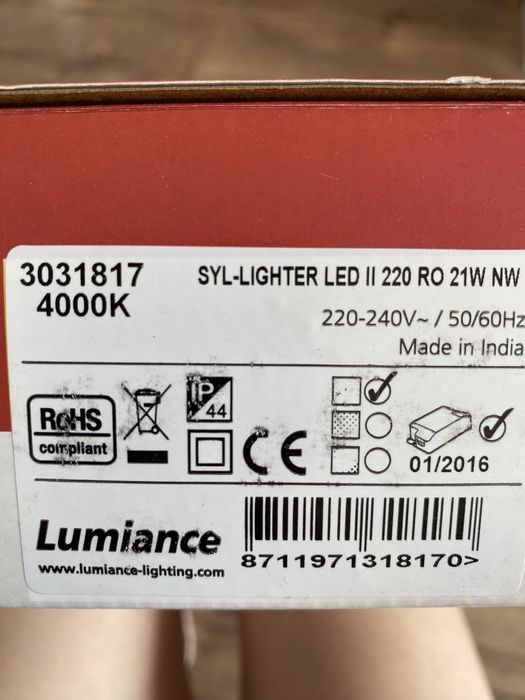 3031817
4000K
SYL-LIGHTER LED II 220 RO 21W NW
220-240V~ / 50/60Hz
Made in India
RoHS
compliant
IP
44
CE
01/2016
Lumiance
www.lumiance-lighting.com
8711971318170>